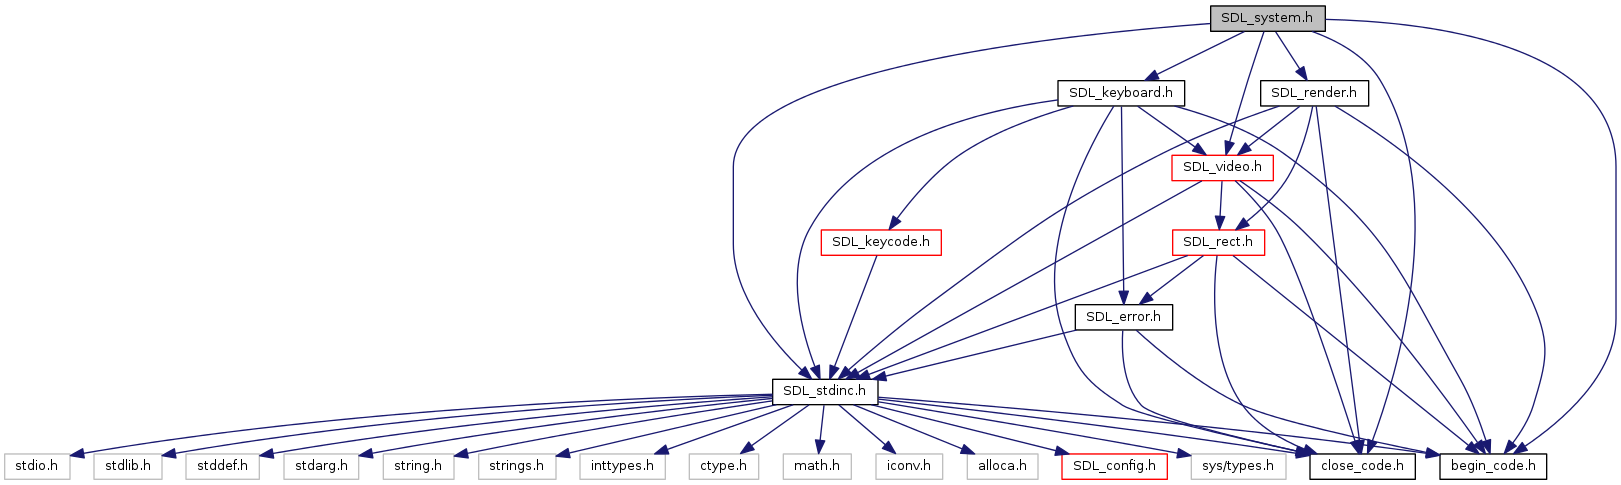 SDL_system.h
SDL_keyboard.h
SDL_render.h
SDL_video.h
SDL_keycode.h
SDL_rect.h
SDL_error.h
SDL_stdinc.h
stdio.h
stdlib.h
stddef.h
stdarg.h
string.h
strings.h
inttypes.h
ctype.h
math.h
iconv.h
alloca.h
SDL_config.h
sys/types.h
close_code.h
begin_code.h